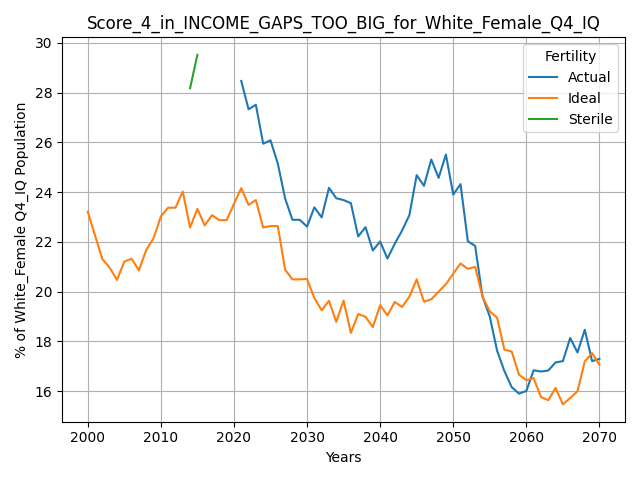 Score_4_in_INCOME_GAPS_TOO_BIG_for_White_Female_Q4_IQ
Fertility
Actual
Ideal
Sterile
% of White_Female Q4_IQ Population
30
28
26
24
22
20
18
16
2000 2010 2020 2030 2040 2050 2060 2070
Years